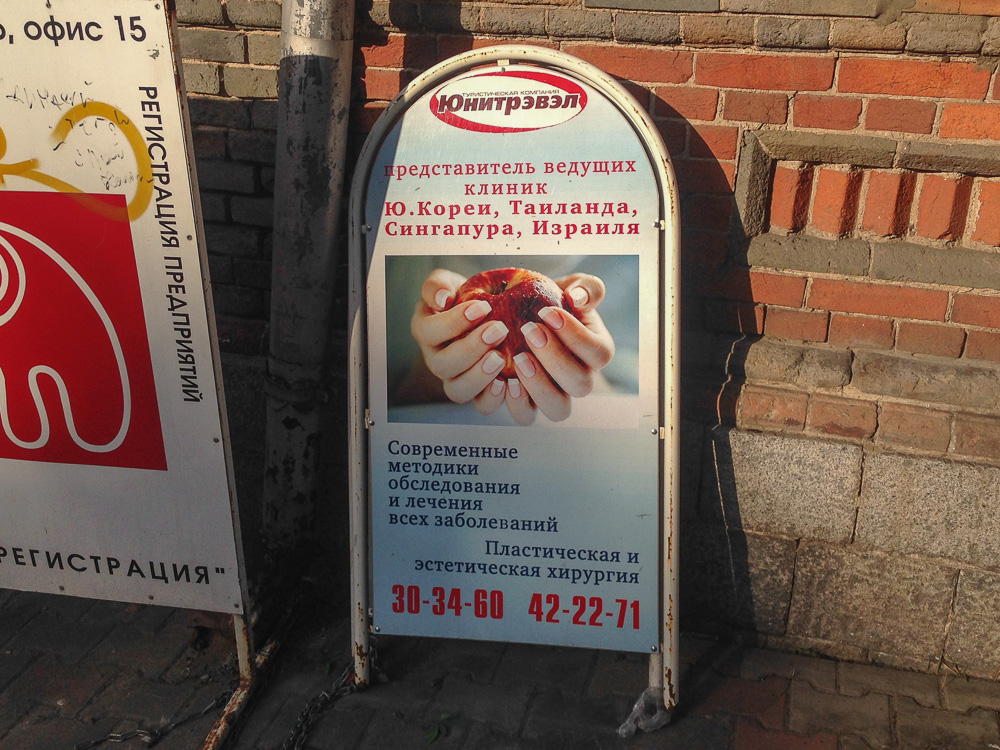 , офис 15
РЕГИСТРАЦИЯ ПРЕДПРИЯТИЙ
РЕГИСТРАЦИЯ"
ТУРИСТИЧЕСКАЯ КОМПАНИЯ
Юнитрэвэл
представитель ведущих
клиник
Ю.Кореи, Таиланда,
Сингапура, Израиля
Современные
методики
обследования
и лечения
всех заболеваний
Пластическая и
эстетическая хирургия
30-34-60 42-22-71